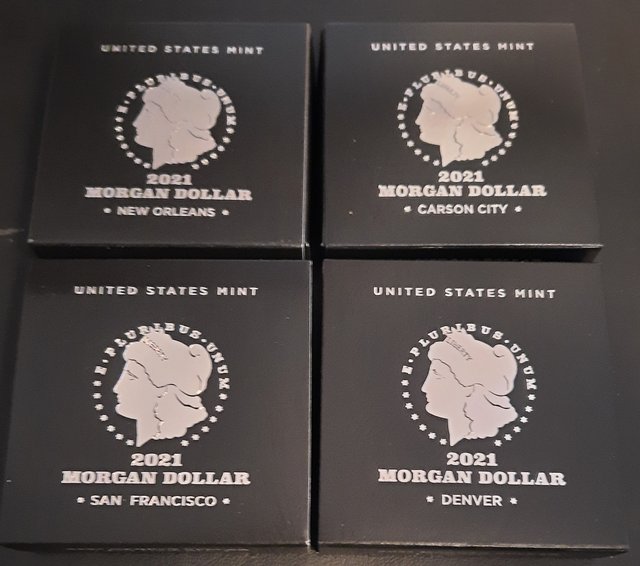 UNITED STATES MINT
E·PLURIBUS·UNUM
2021
MORGAN DOLLAR
NEW ORLEANS
UNITED STATES MINT
E·PLURIBUS·UNUM
LIBERTY
2021
MORGAN DOLLAR
CARSON CITY
UNITED STATES MINT
E·PLURIBUS·UNUM
LIBERTY
2021
MORGAN DOLLAR
SAN FRANCISCO
UNITED STATES MINT
E·PLURIBUS·UNUM
LIBERTY
2021
MORGAN DOLLAR
DENVER